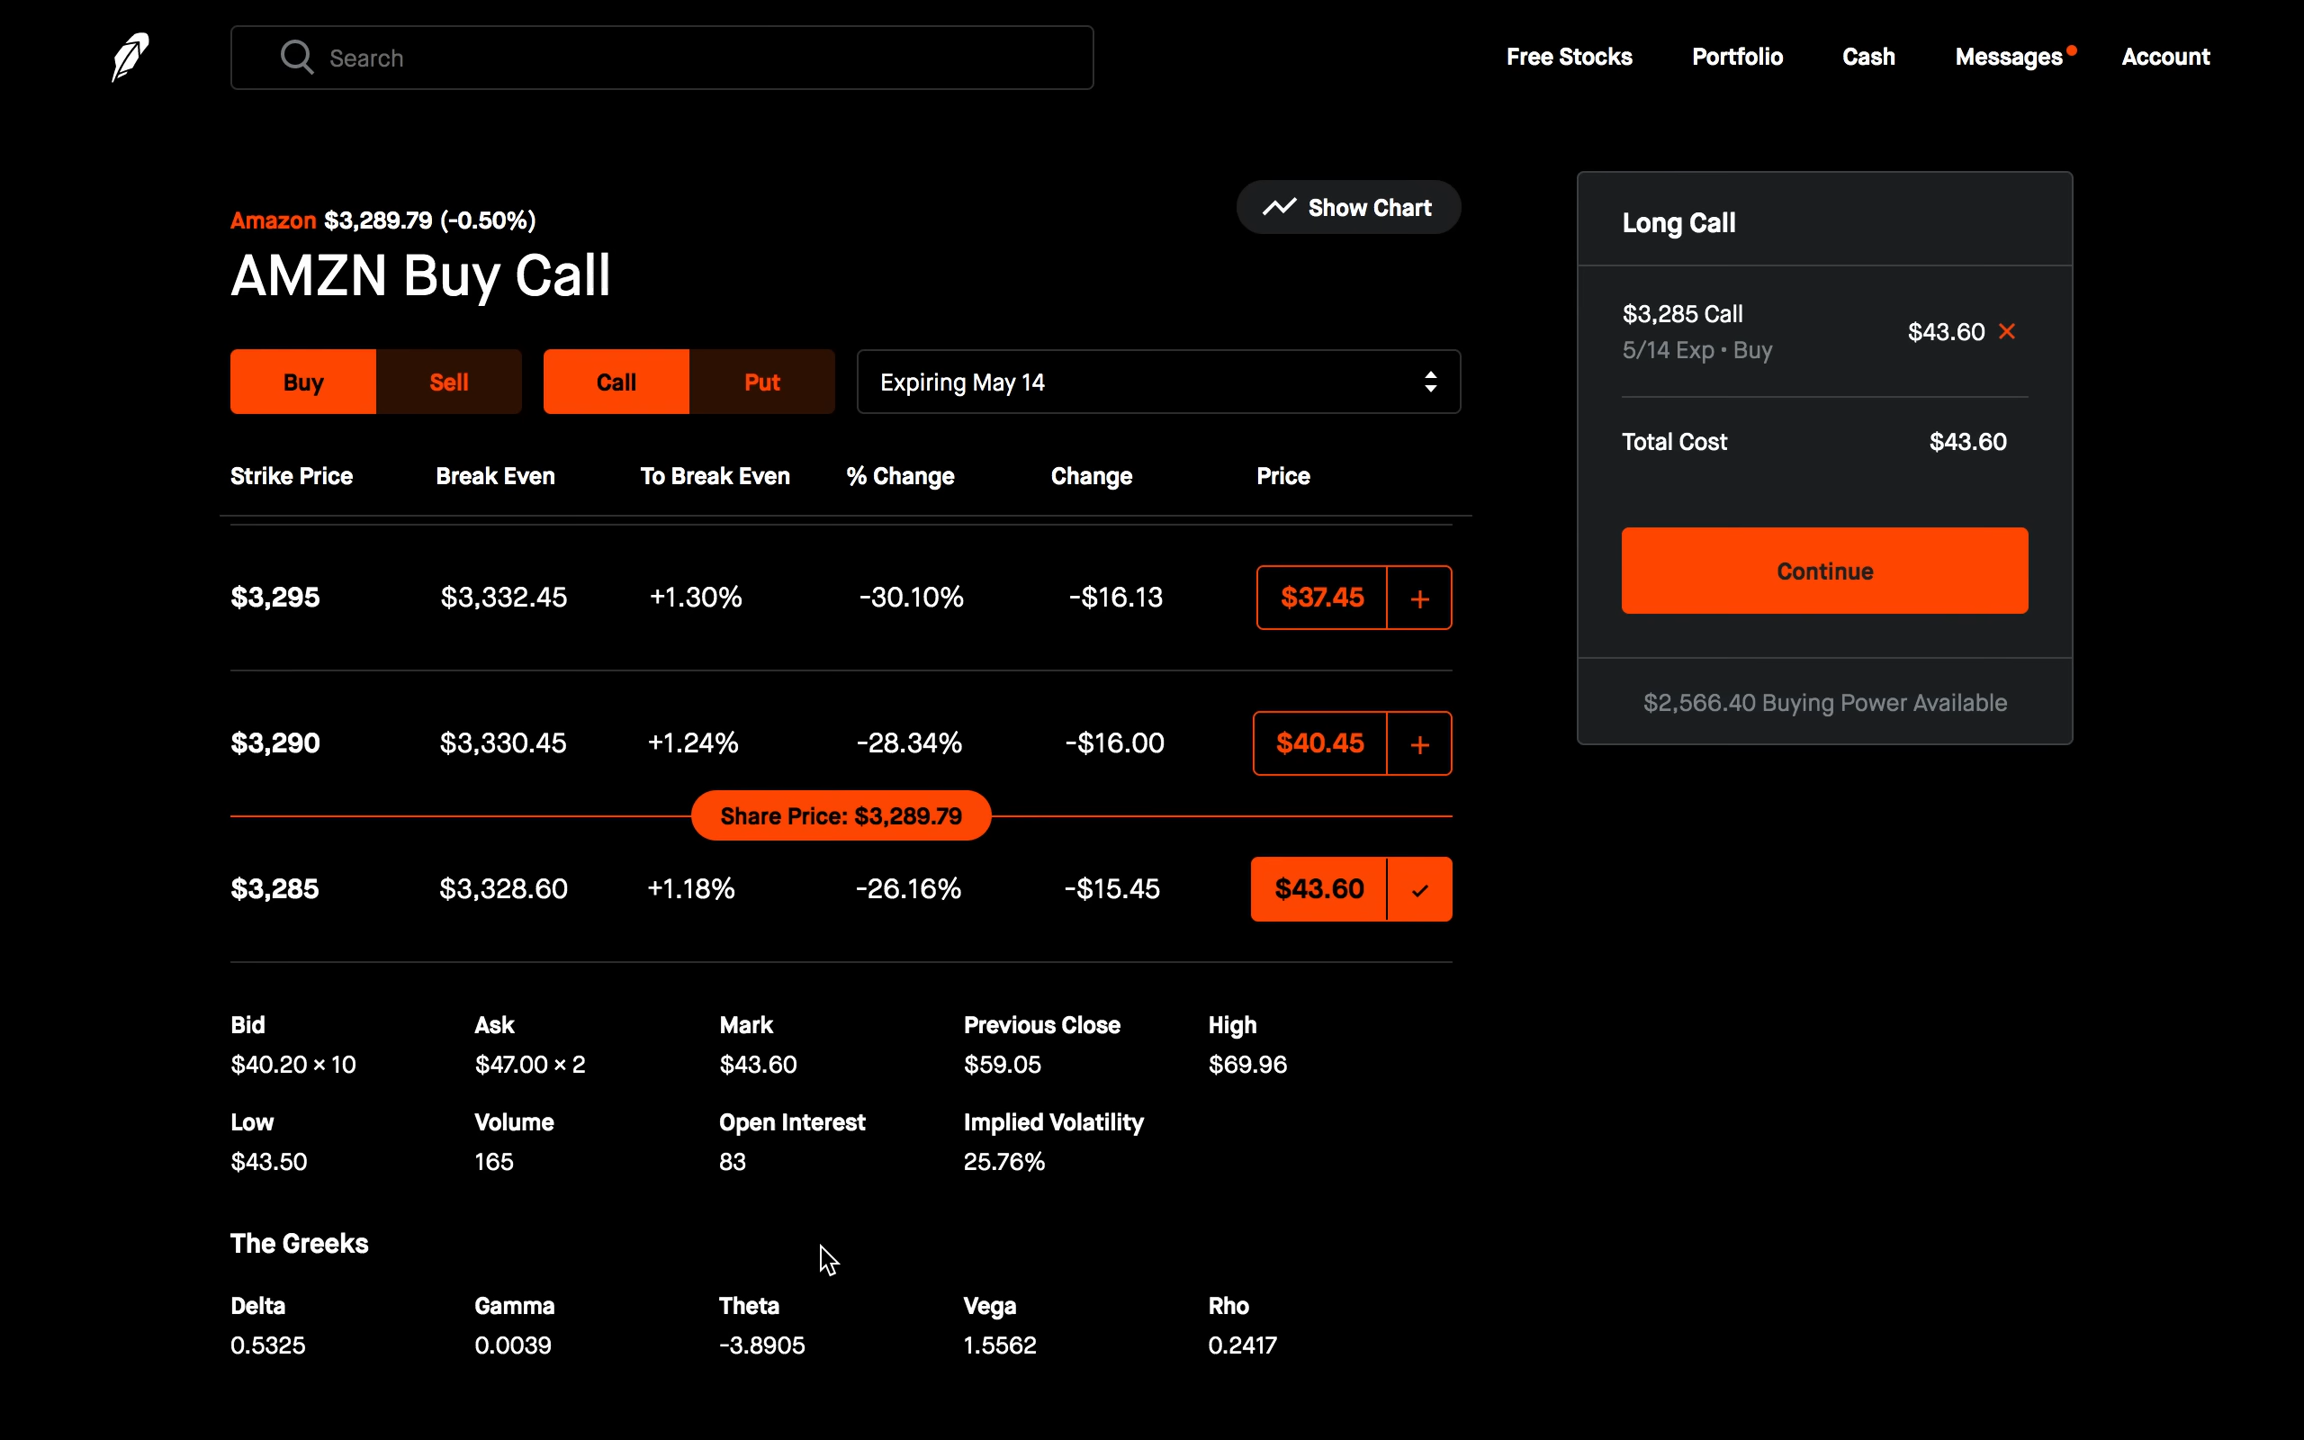 Search
Free Stocks Portfolio Cash Messages Account
Amazon $3,289.79 (-0.50%)
AMZN Buy Call
Show Chart
Buy Sell Call Put Expiring May 14
Strike Price Break Even To Break Even % Change Change Price
$3,295 $3,332.45 +1.30% -30.10% -$16.13 $37.45 +
$3,290 $3,330.45 +1.24% -28.34% -$16.00 $40.45 +
Share Price: $3,289.79
$3,285 $3,328.60 +1.18% -26.16% -$15.45 $43.60
Bid Ask Mark Previous Close High
$40.20 × 10 $47.00 × 2 $43.60 $59.05 $69.96
Low Volume Open Interest Implied Volatility
$43.50 165 83 25.76%
The Greeks
Delta Gamma Theta Vega Rho
0.5325 0.0039 -3.8905 1.5562 0.2417
Long Call
$3,285 Call $43.60
5/14 Exp • Buy
Total Cost $43.60
Continue
$2,566.40 Buying Power Available